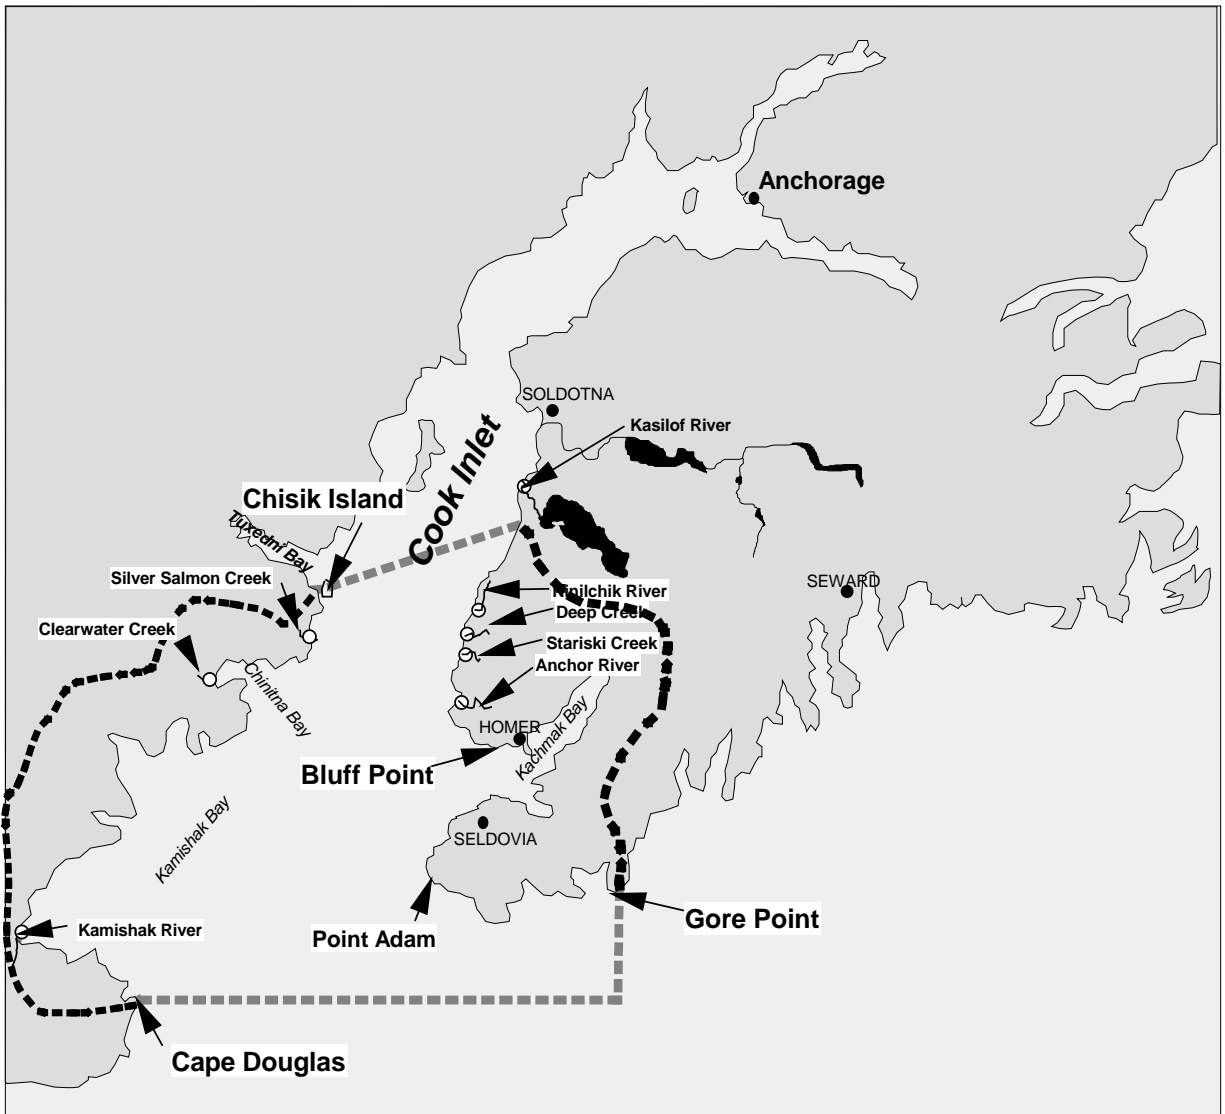 Anchorage
SOLDOTNA
Kasilof River
Cook Inlet
Chisik Island
Tuxedni Bay
Silver Salmon Creek
SEWARD
Ninilchik River
Deep Creek
Clearwater Creek
Stariski Creek
Anchor River
Chinitna Bay
HOMER
Kachmak Bay
Bluff Point
Kamishak Bay
SELDOVIA
Gore Point
Kamishak River
Point Adam
Cape Douglas